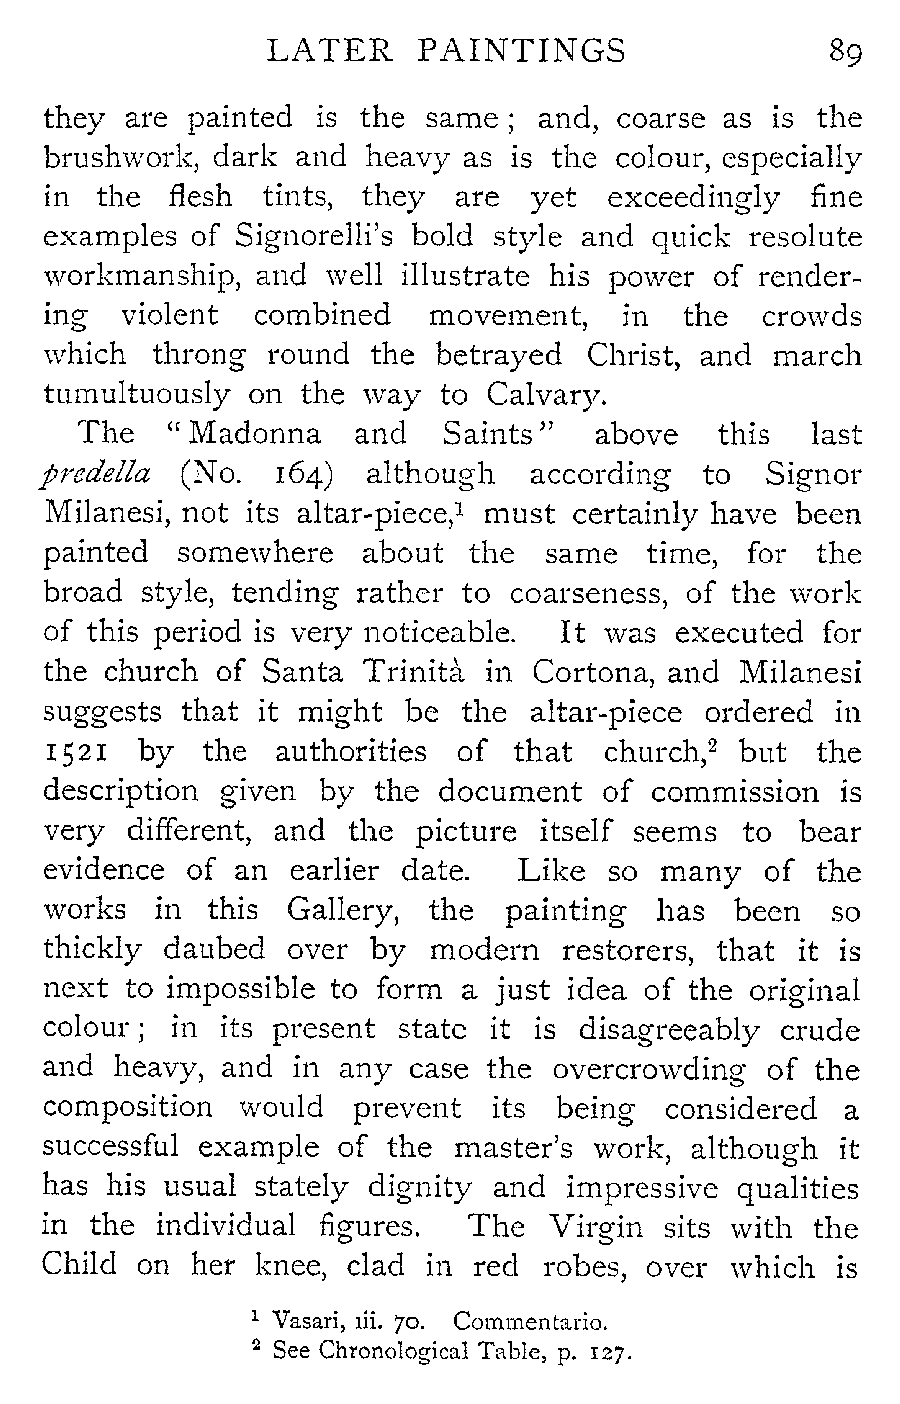 LATER PAINTINGS 89
they are painted is the same ; and, coarse as is the
brushwork, dark and heavy as is the colour, especially
in the flesh tints, they are yet exceedingly fine
examples of Signorelli's bold style and quick resolute
workmanship, and well illustrate his power of render-
ing violent combined movement, in the crowds
which throng round the betrayed Christ, and march
tumultuously on the way to Calvary.
The “Madonna and Saints” above this last
predella (No. 164) although according to Signor
Milanesi, not its altar-piece,¹ must certainly have been
painted somewhere about the same time, for the
broad style, tending rather to coarseness, of the work
of this period is very noticeable. It was executed for
the church of Santa Trinità in Cortona, and Milanesi
suggests that it might be the altar-piece ordered in
1521 by the authorities of that church,² but the
description given by the document of commission is
very different, and the picture itself seems to bear
evidence of an earlier date. Like so many of the
works in this Gallery, the painting has been so
thickly daubed over by modern restorers, that it is
next to impossible to form a just idea of the original
colour ; in its present state it is disagreeably crude
and heavy, and in any case the overcrowding of the
composition would prevent its being considered a
successful example of the master's work, although it
has his usual stately dignity and impressive qualities
in the individual figures. The Virgin sits with the
Child on her knee, clad in red robes, over which is
¹ Vasari, iii. 70. Commentario.
² See Chronological Table, p. 127.